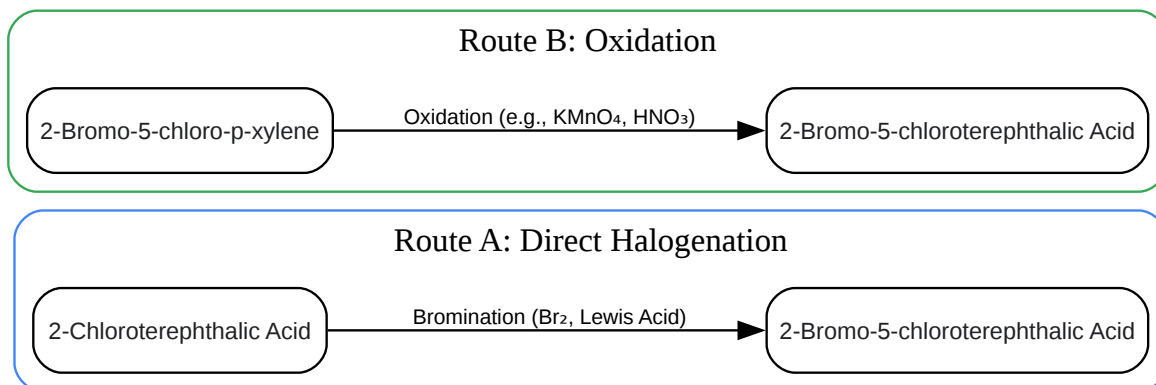 Route B: Oxidation
2-Bromo-5-chloro-p-xylene
Oxidation (e.g., KMnO₄, HNO₃)
2-Bromo-5-chloroterephthalic Acid
Route A: Direct Halogenation
2-Chloroterephthalic Acid
Bromination (Br₂, Lewis Acid)
2-Bromo-5-chloroterephthalic Acid